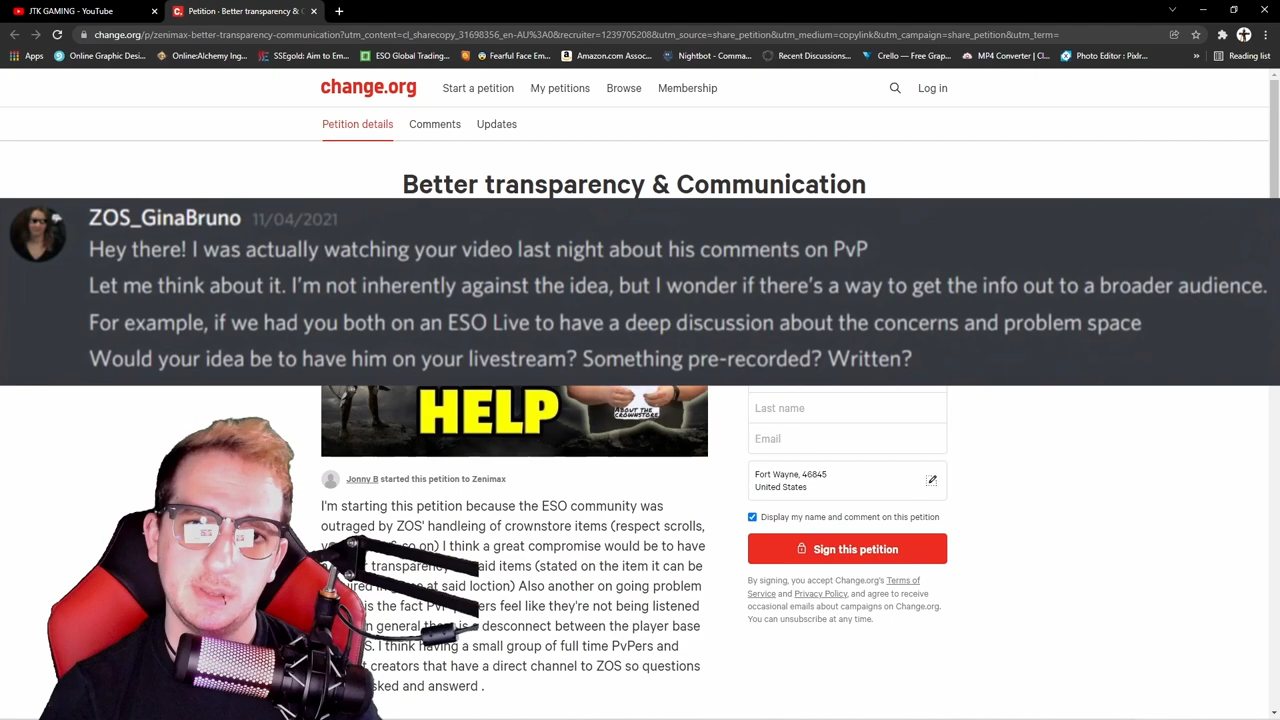 JTK GAMING - YouTube
Petition · Better transparency & C
change.org/p/zenimax-better-transparency-communication?utm_content=cl_sharecopy_31698356_en-AU%3A0&recruiter=1239705208&utm_source=share_petition&utm_medium=copylink&utm_campaign=share_petition&utm_term=
Apps
Online Graphic Desi...
OnlineAlchemy Ing...
SSEgold: Aim to Em...
ESO Global Trading...
Fearful Face Em...
Amazon.com Assoc...
Nightbot - Comma...
Recent Discussions...
Crello — Free Grap...
MP4 Converter | Cl...
Photo Editor : Pixlr...
»
Reading list
change.org
Start a petition
My petitions
Browse
Membership
Log in
Petition details
Comments
Updates
Better transparency & Communication
ZOS_GinaBruno 11/04/2021
Hey there! I was actually watching your video last night about his comments on PvP
Let me think about it. I'm not inherently against the idea, but I wonder if there's a way to get the info out to a broader audience.
For example, if we had you both on an ESO Live to have a deep discussion about the concerns and problem space
Would your idea be to have him on your livestream? Something pre-recorded? Written?
HELP
ABOUT THE
CROWNSTORE
Jonny B started this petition to Zenimax
I'm starting this petition because the ESO community was
outraged by ZOS' handleing of crownstore items (respect scrolls,
so on) I think a great compromise would be to have
transparency
aid items (stated on the item it can be
at said loction) Also another on going problem
is the fact
feel like they're not being listened
n general
desconnect between the player base
S. I think having a small group of full time PvPers and
creators that have a direct channel to ZOS so questions
sked and answerd .
Last name
Email
Fort Wayne, 46845
United States
Display my name and comment on this petition
Sign this petition
By signing, you accept Change.org's Terms of
Service and Privacy Policy, and agree to receive
occasional emails about campaigns on Change.org.
You can unsubscribe at any time.